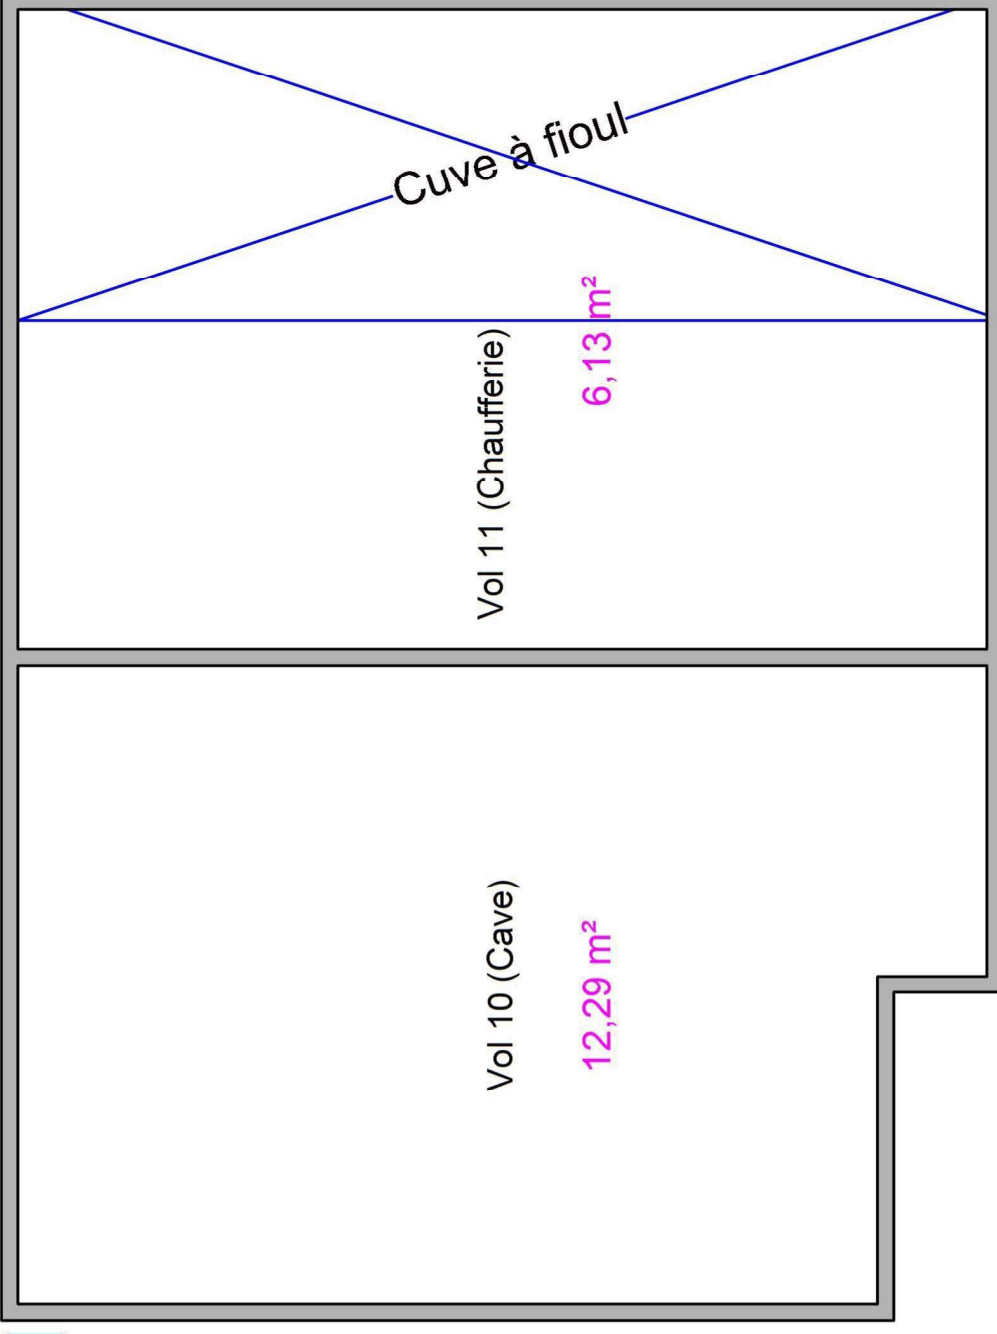 Cuve à fioul
Vol 11 (Chaufferie)
6,13 m²
Vol 10 (Cave)
12,29 m²